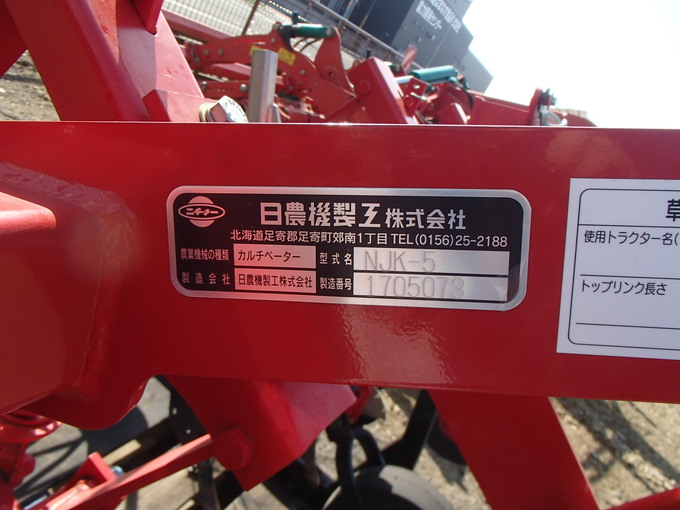 ニチノー
日農機製工株式会社
北海道足寄郡足寄町郊南1丁目 TEL(0156)25-2188
農業機械の種類 カルチベーター 型式名 NJK-5
製造会社 日農機製工株式会社 製造番号 1705073
草
使用トラクター名(
トップリンク長さ